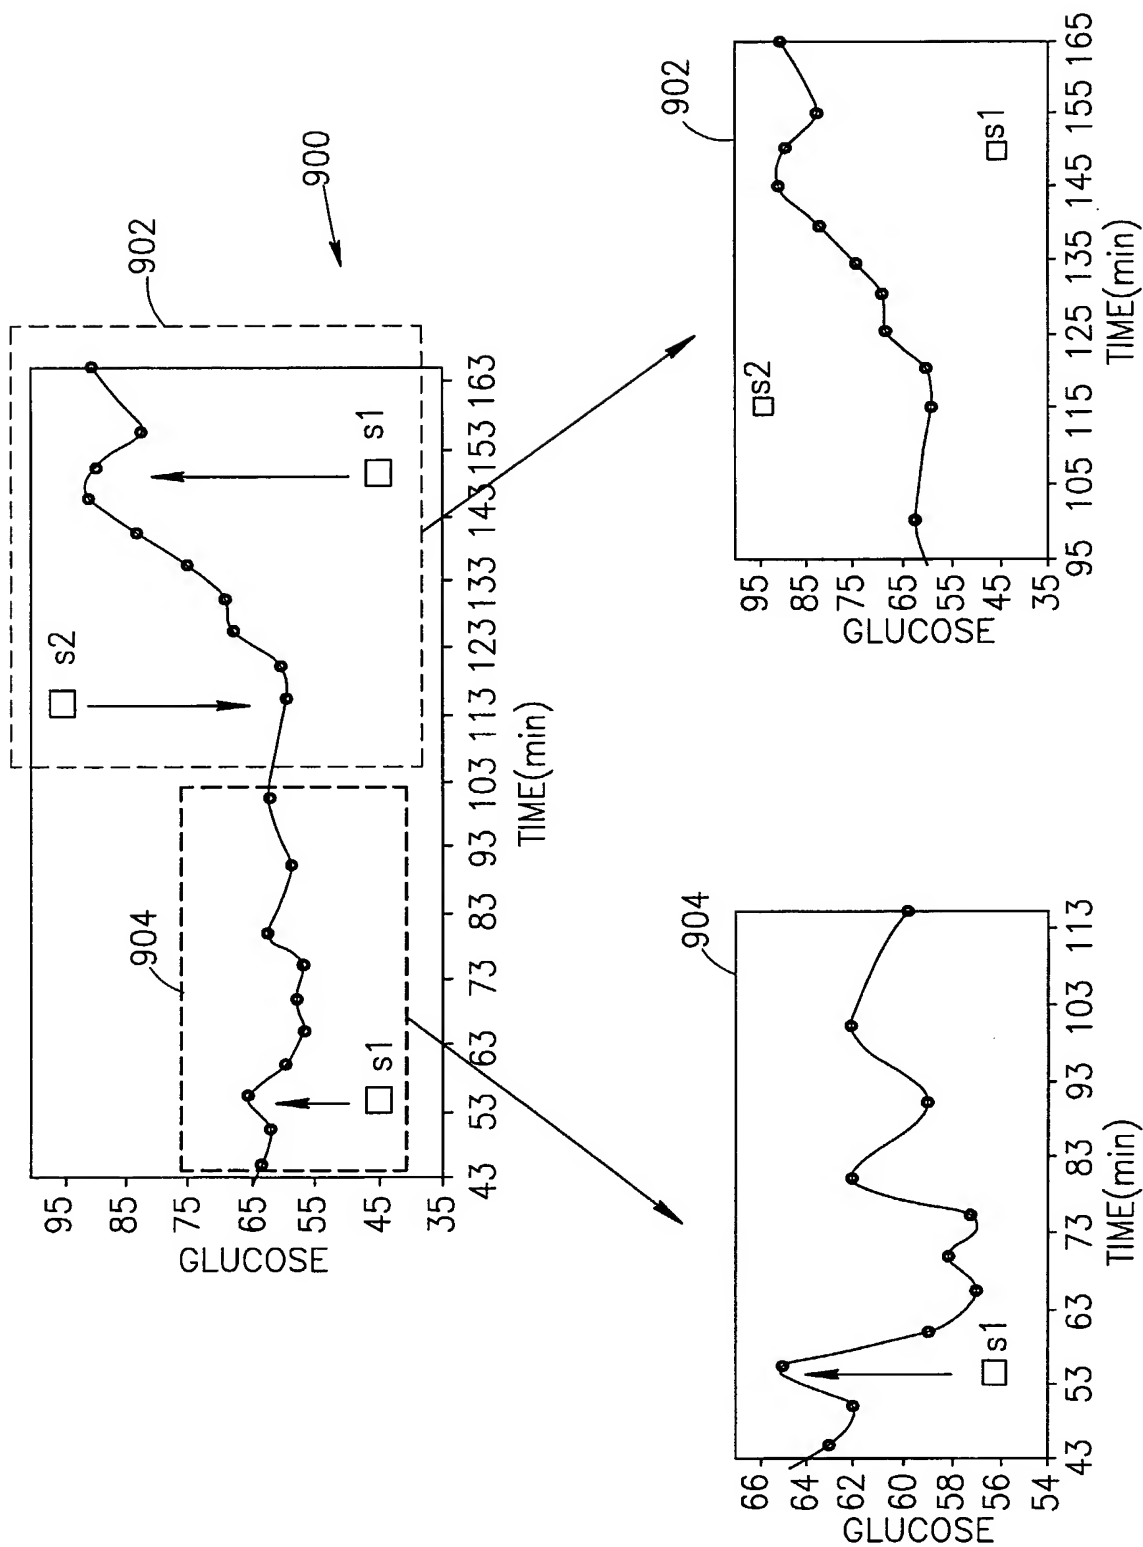 900
902
904
95
85
75
65
55
45
35
GLUCOSE
s2
s1
s1
43 53 63 73 83 93 103 113 123 133 143 153 163
TIME(min)
904
66
64
62
60
58
56
54
GLUCOSE
s1
43 53 63 73 83 93 103 113
TIME(min)
902
95
85
75
65
55
45
35
GLUCOSE
s2
s1
95 105 115 125 135 145 155 165
TIME(min)